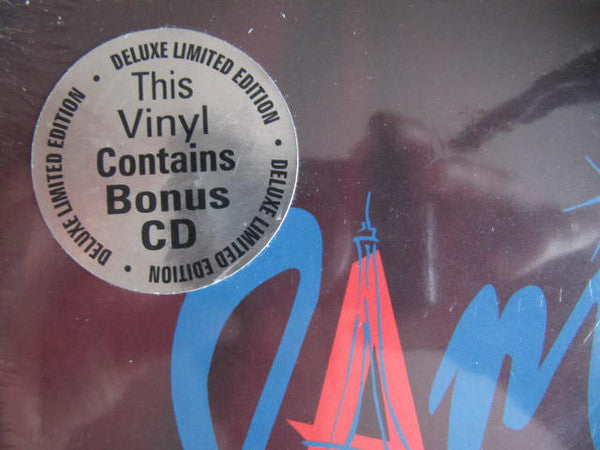 DELUXE LIMITED EDITION •
DELUXE LIMITED EDITION •
DELUXE LIMITED EDITION •
This
Vinyl
Contains
Bonus
CD